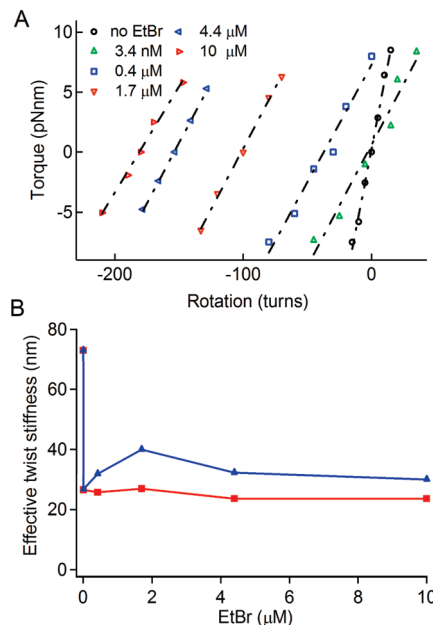 A
no EtBr
3.4 nM
0.4 μM
1.7 μM
4.4 μM
10 μM
Torque (pNnm)
10
5
0
-5
-200
-100
0
Rotation (turns)
B
Effective twist stiffness (nm)
80
60
40
20
0
0
2
4
6
8
10
EtBr (μM)